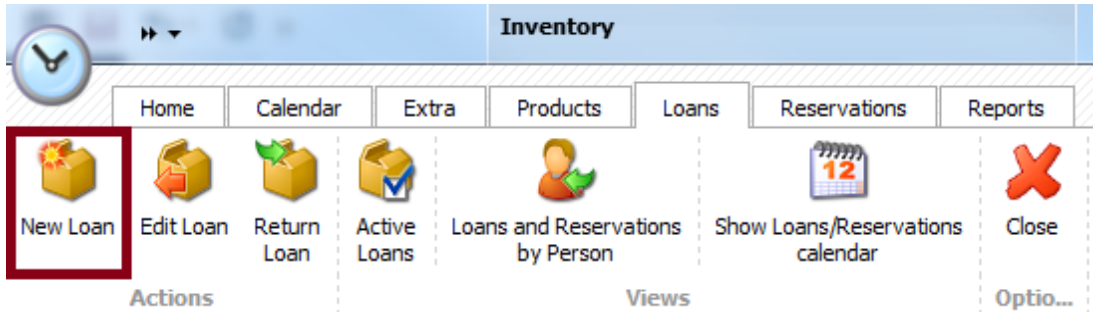 Inventory
Home Calendar Extra Products Loans Reservations Reports
12
New Loan Edit Loan Return Loan Active Loans Loans and Reservations by Person Show Loans/Reservations calendar Close
Actions Views Optio...